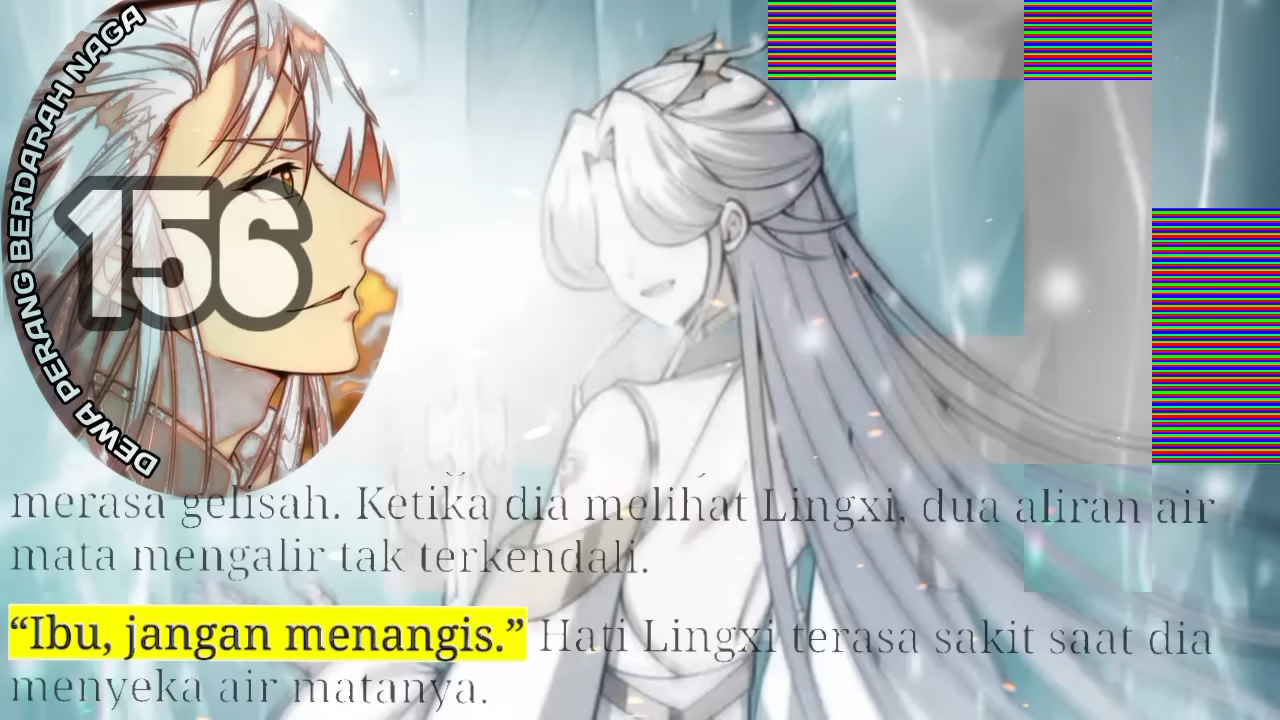 DEWA PERANG BERDARAH NAGA
156
merasa gelisah. Ketika dia melihat Lingxi, dua aliran air
mata mengalir tak terkendali.
“Ibu, jangan menangis.” Hati Lingxi terasa sakit saat dia
menyeka air matanya.